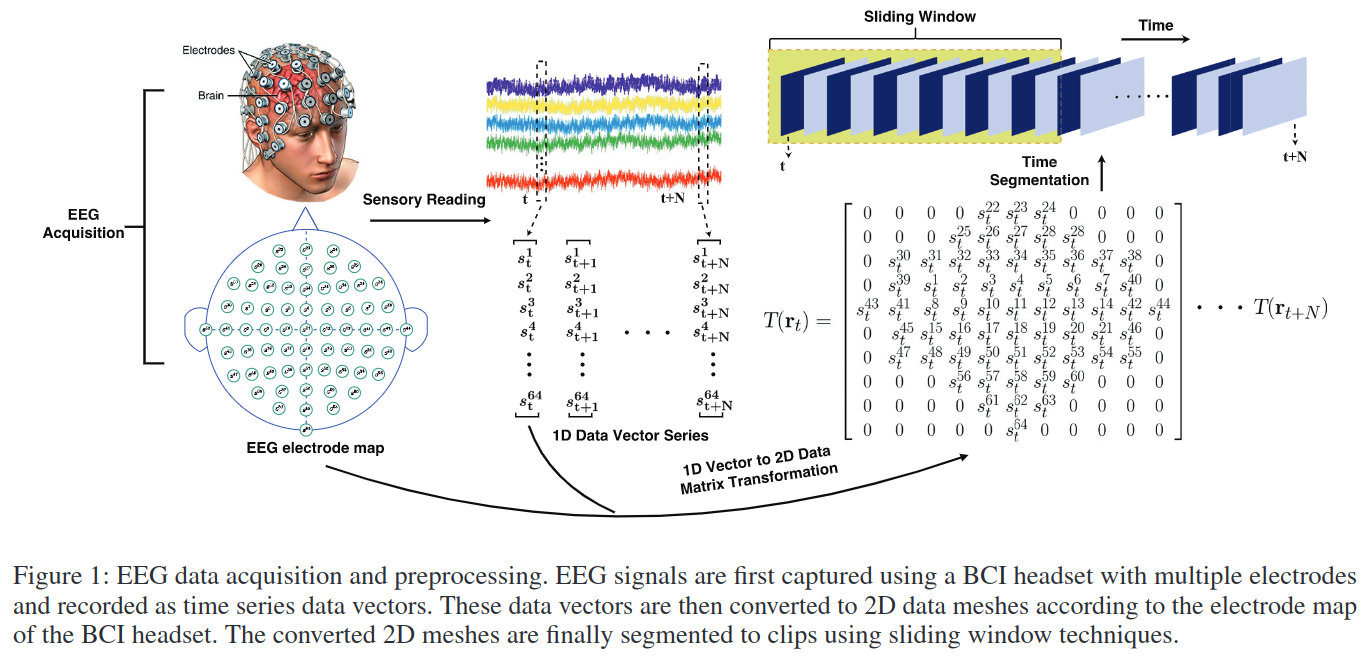 Sliding Window
Time
Electrodes
Brain
t
t+N
Time
Segmentation
EEG
Acquisition
Sensory Reading
t
t+N
s_t^1 s_{t+1}^1 s_{t+N}^1
s_t^2 s_{t+1}^2 s_{t+N}^2
s_t^3 s_{t+1}^3 s_{t+N}^3
s_t^4 s_{t+1}^4 · · · s_{t+N}^4
s_t^{64} s_{t+1}^{64} s_{t+N}^{64}
1D Data Vector Series
EEG electrode map
1D Vector to 2D Data
Matrix Transformation
0 0 0 0 s_t^{22} s_t^{23} s_t^{24} 0 0 0 0
0 0 0 s_t^{25} s_t^{26} s_t^{27} s_t^{28} s_t^{28} 0 0 0
0 s_t^{30} s_t^{31} s_t^{32} s_t^{33} s_t^{34} s_t^{35} s_t^{36} s_t^{37} s_t^{38} 0
0 s_t^{39} s_t^1 s_t^2 s_t^3 s_t^4 s_t^5 s_t^6 s_t^7 s_t^{40} 0
T(r_t) = s_t^{43} s_t^{41} s_t^8 s_t^9 s_t^{10} s_t^{11} s_t^{12} s_t^{13} s_t^{14} s_t^{42} s_t^{44} · · · T(r_{t+N})
0 s_t^{45} s_t^{15} s_t^{16} s_t^{17} s_t^{18} s_t^{19} s_t^{20} s_t^{21} s_t^{46} 0
0 s_t^{47} s_t^{48} s_t^{49} s_t^{50} s_t^{51} s_t^{52} s_t^{53} s_t^{54} s_t^{55} 0
0 0 0 s_t^{56} s_t^{57} s_t^{58} s_t^{59} s_t^{60} 0 0 0
0 0 0 0 s_t^{61} s_t^{62} s_t^{63} 0 0 0 0
0 0 0 0 0 s_t^{64} 0 0 0 0 0
Figure 1: EEG data acquisition and preprocessing. EEG signals are first captured using a BCI headset with multiple electrodes
and recorded as time series data vectors. These data vectors are then converted to 2D data meshes according to the electrode map
of the BCI headset. The converted 2D meshes are finally segmented to clips using sliding window techniques.